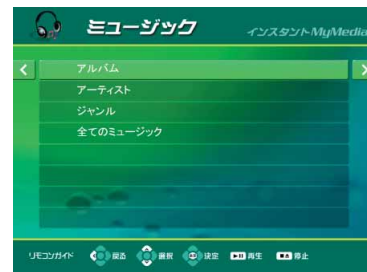 ミュージック
インスタントMyMedia
アルバム
アーティスト
ジャンル
全てのミュージック
リモコンガイド 戻る 選択 決定 再生 停止